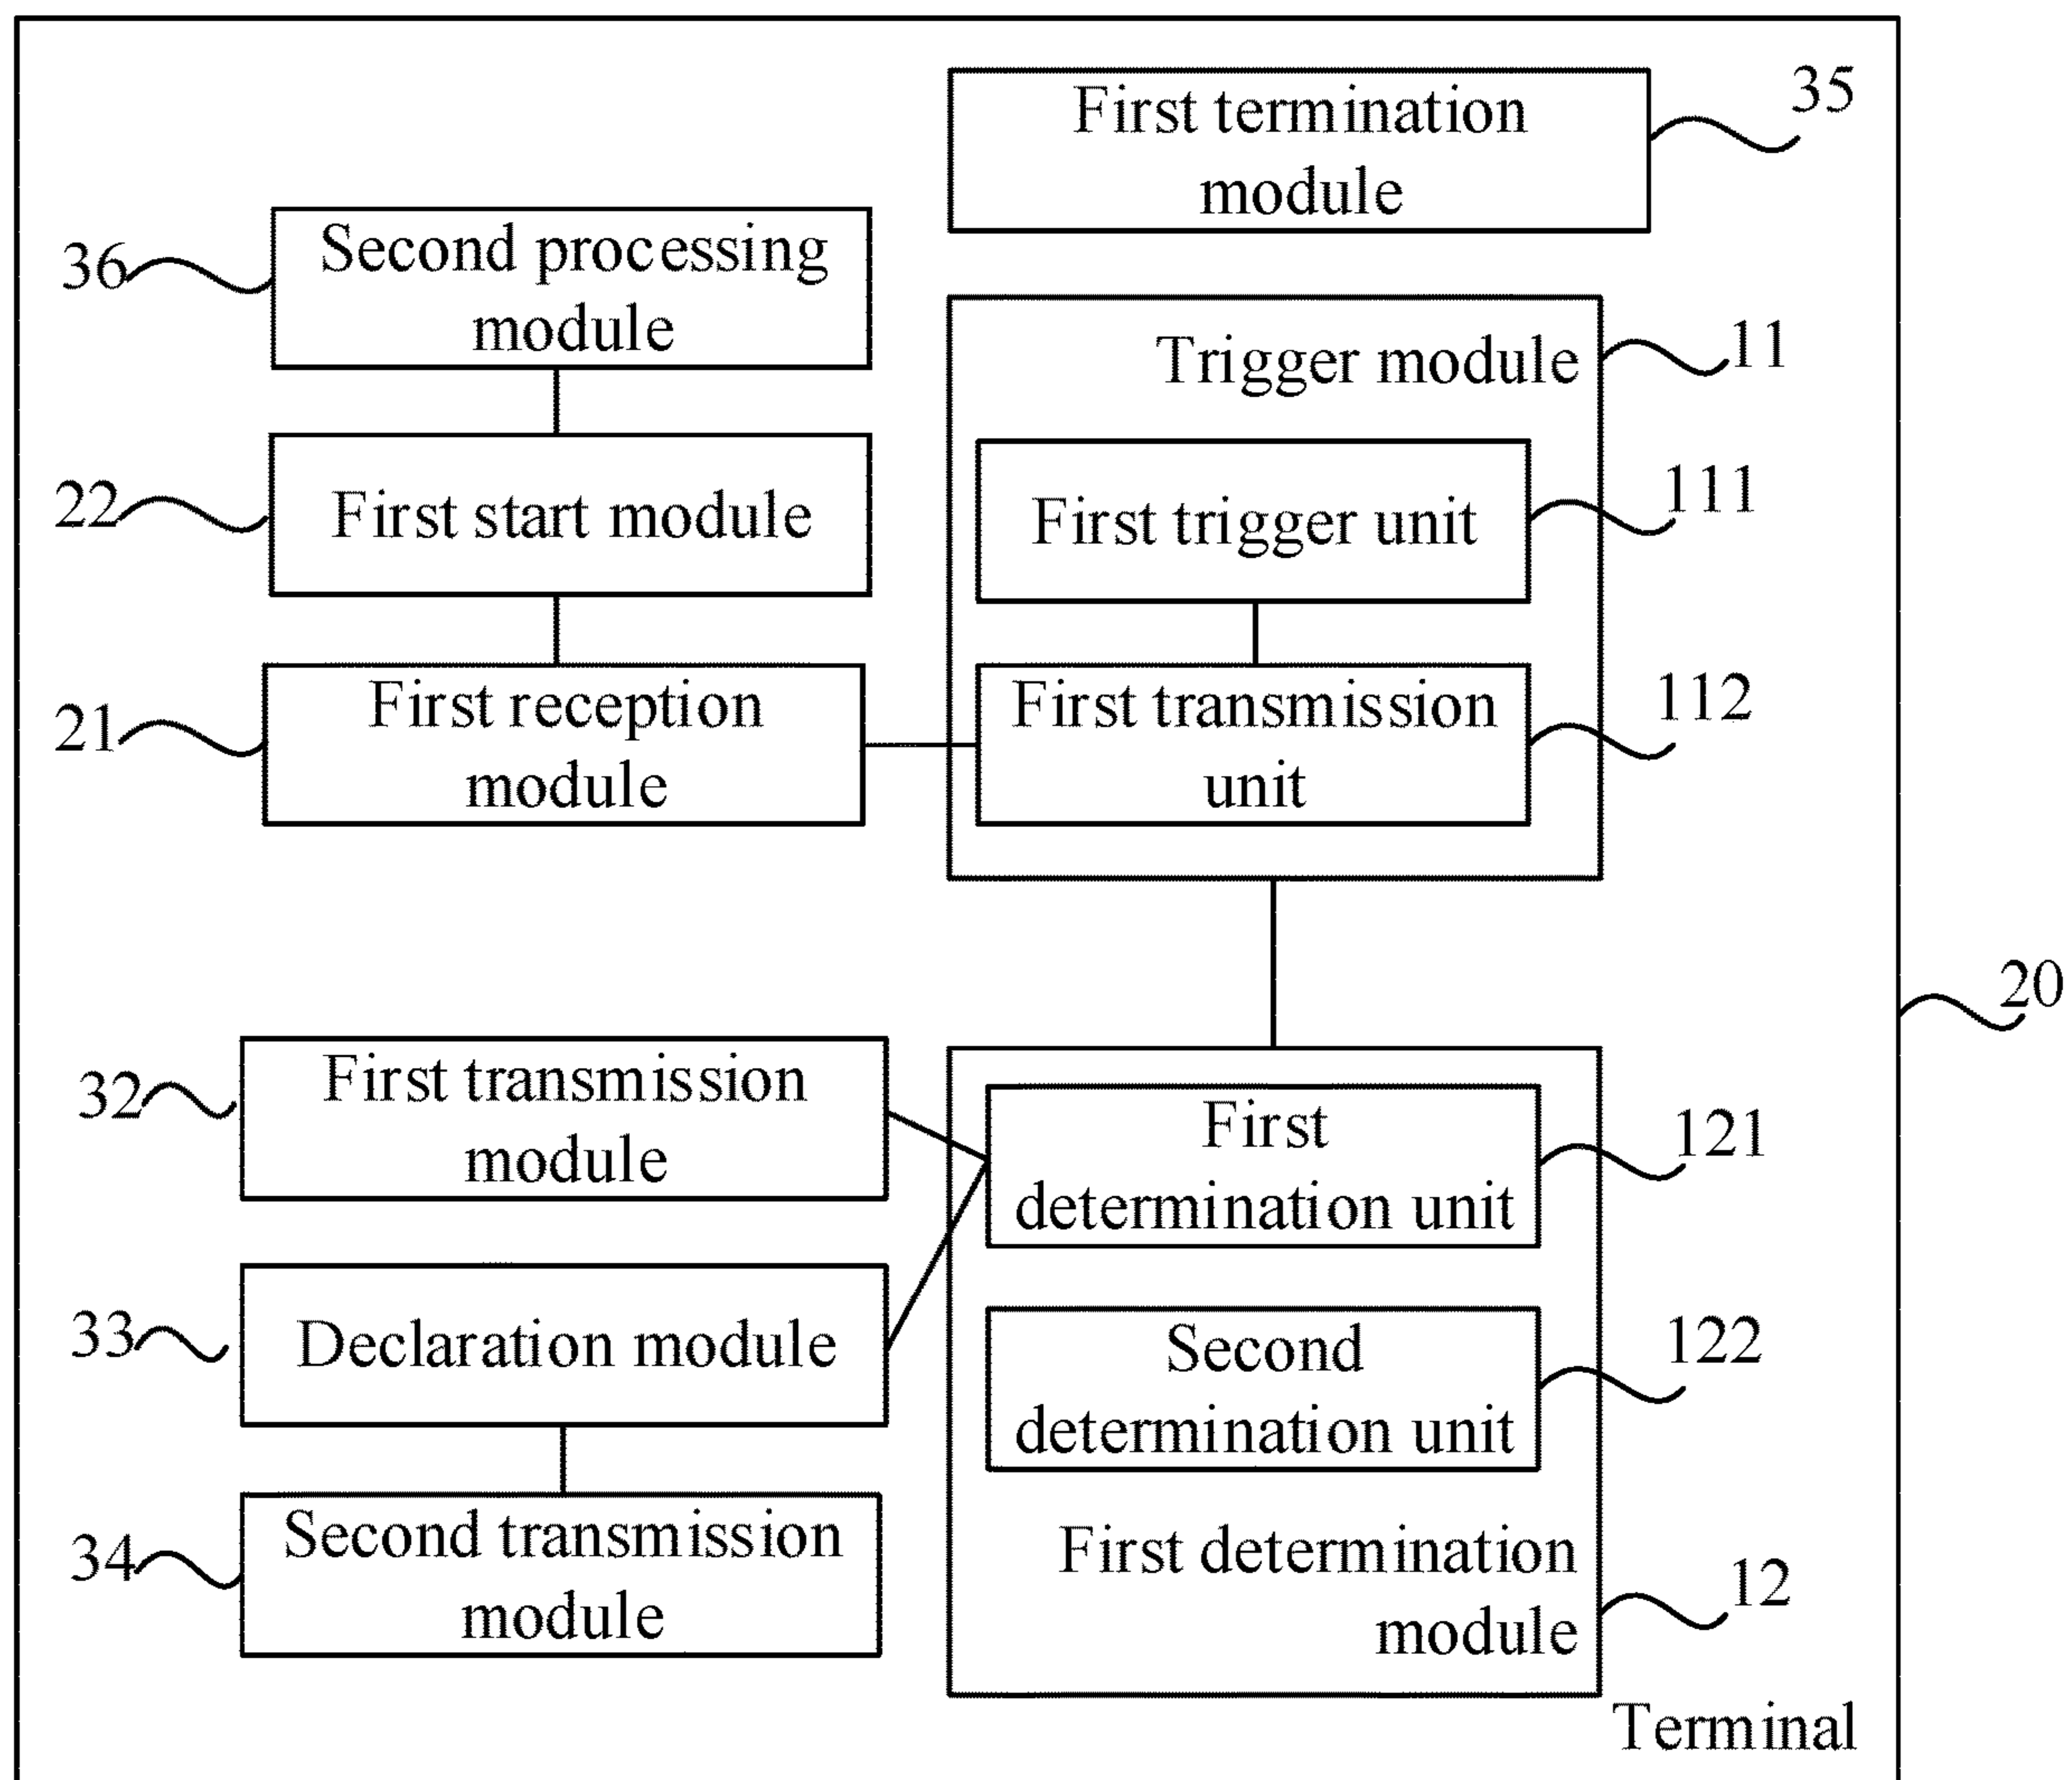 First termination
module
35
36
Second processing
module
Trigger module
11
22
First start module
First trigger unit
111
21
First reception
module
First transmission
unit
112
20
32
First transmission
module
First
determination unit
121
33
Declaration module
Second
determination unit
122
34
Second transmission
module
First determination
module
12
Terminal